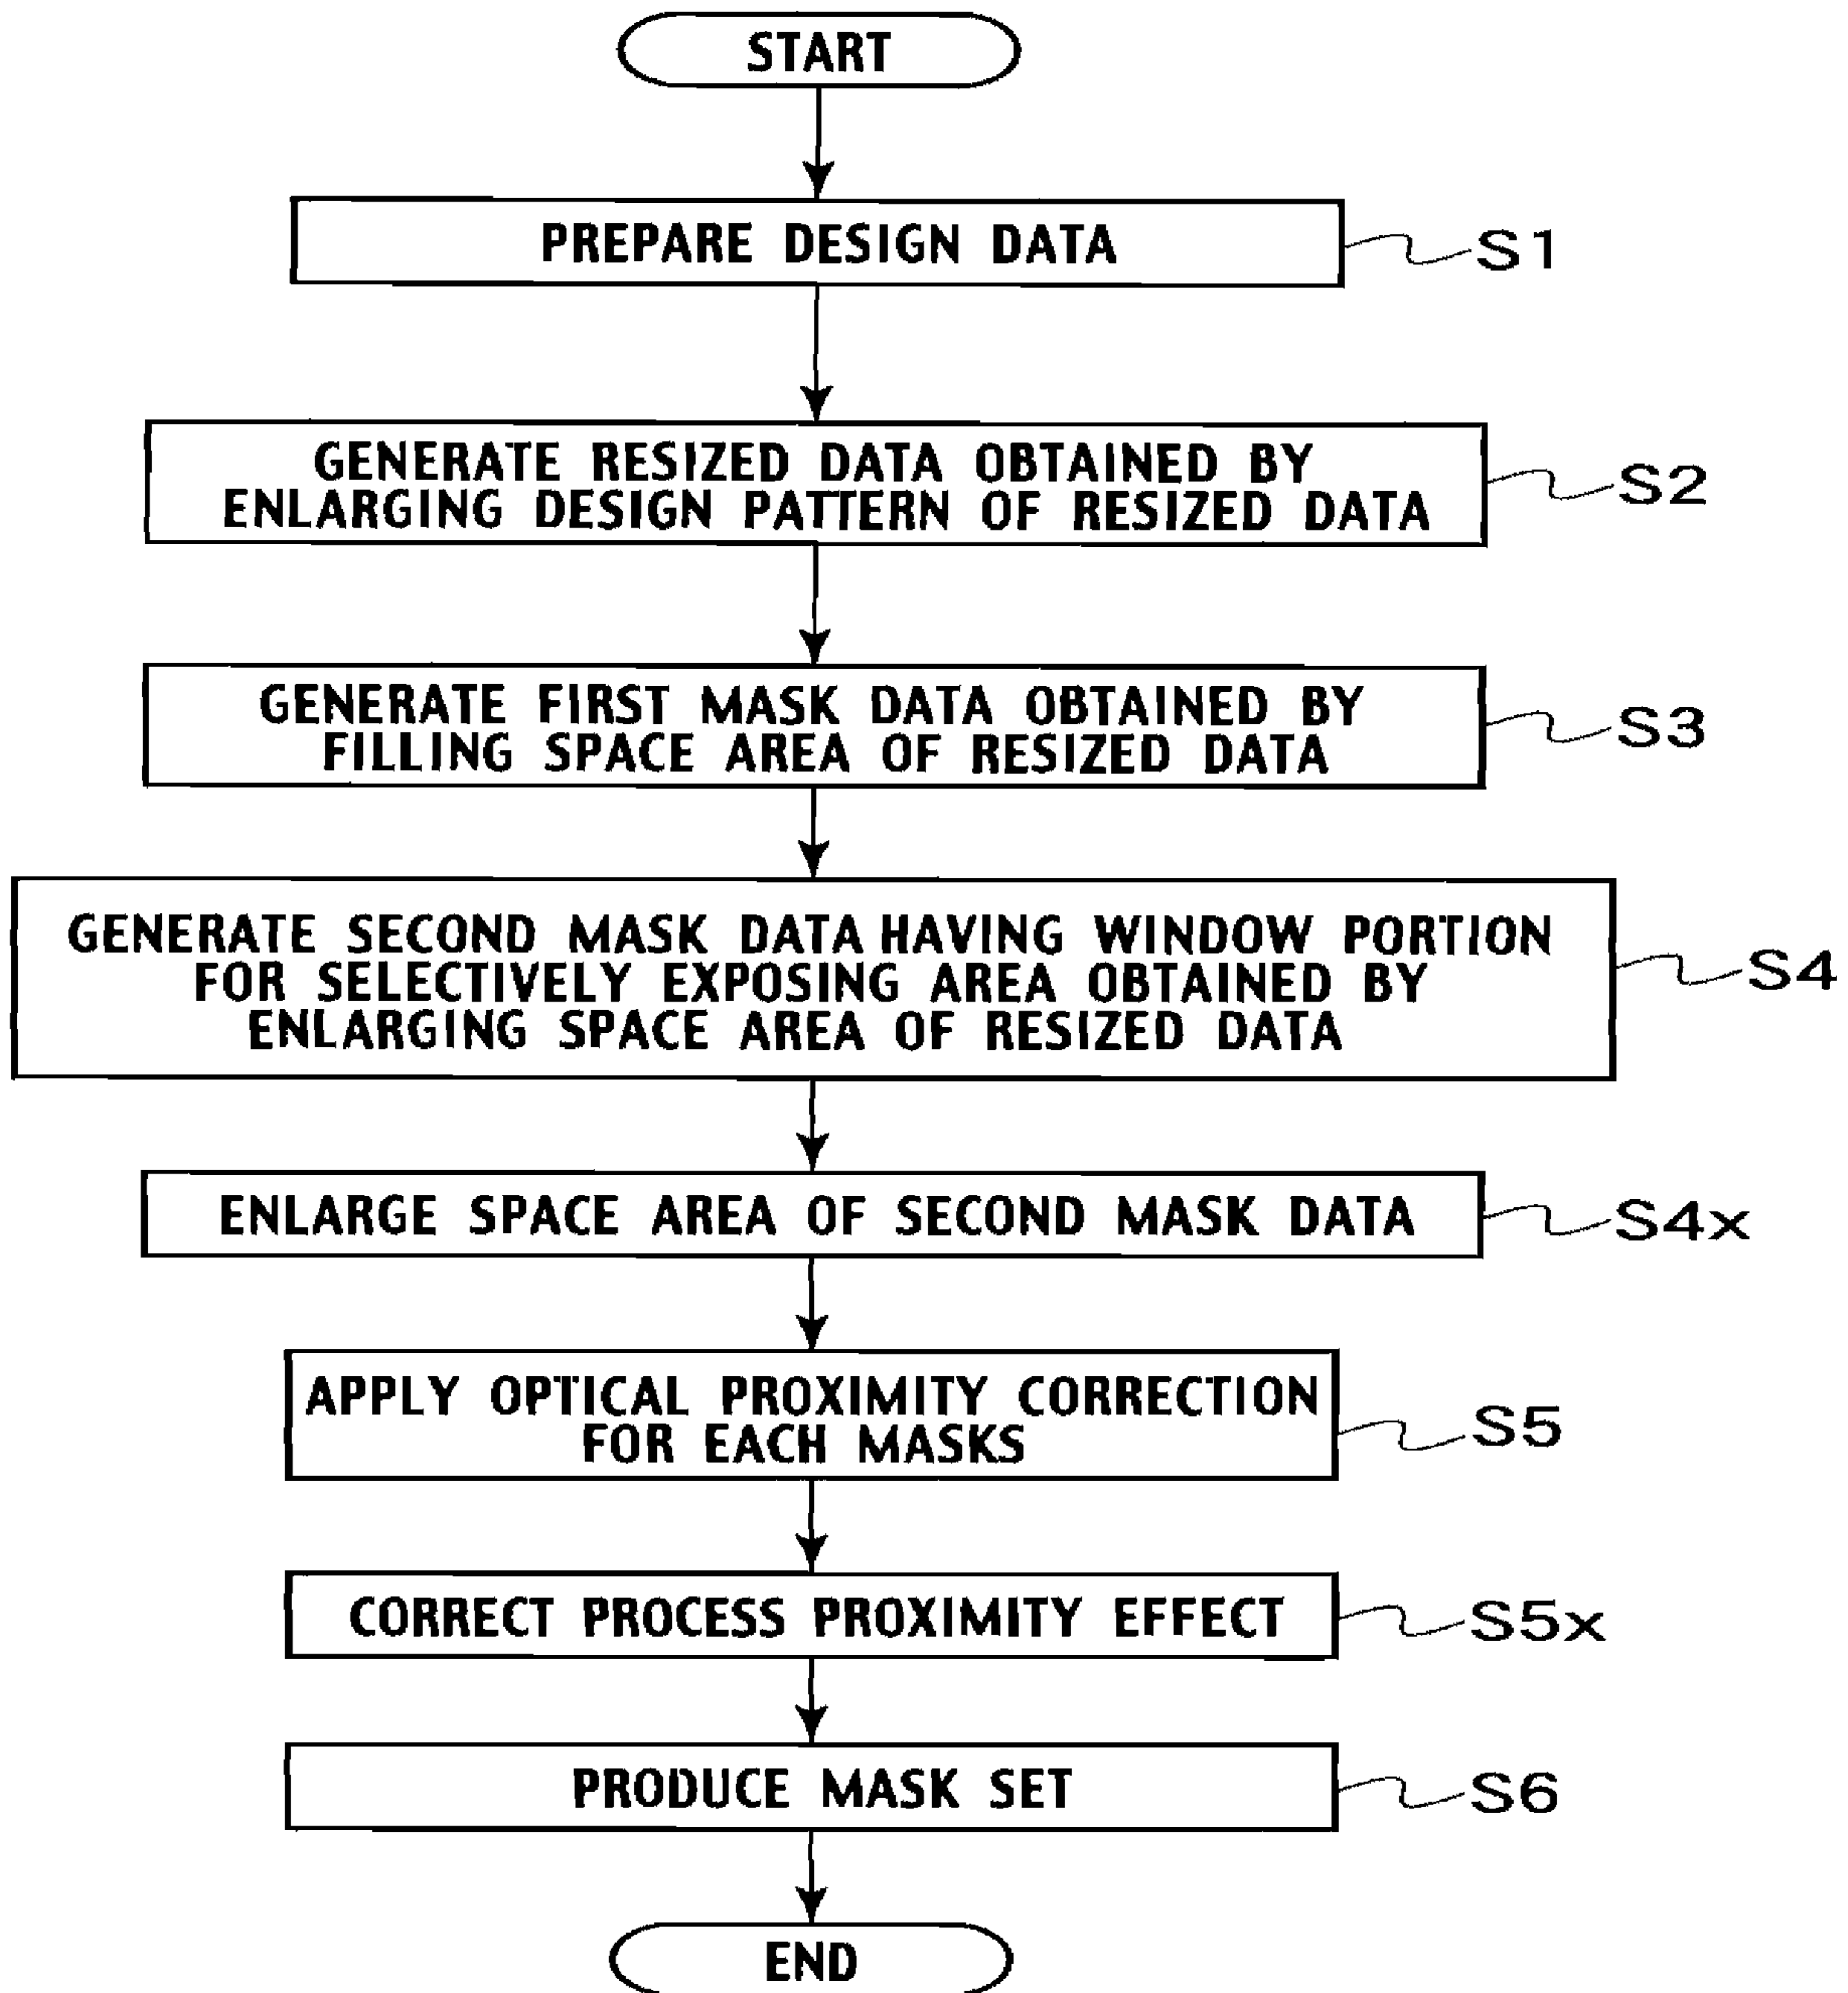 START
PREPARE DESIGN DATA
S1
GENERATE RESIZED DATA OBTAINED BY
ENLARGING DESIGN PATTERN OF RESIZED DATA
S2
GENERATE FIRST MASK DATA OBTAINED BY
FILLING SPACE AREA OF RESIZED DATA
S3
GENERATE SECOND MASK DATA HAVING WINDOW PORTION
FOR SELECTIVELY EXPOSING AREA OBTAINED BY
ENLARGING SPACE AREA OF RESIZED DATA
S4
ENLARGE SPACE AREA OF SECOND MASK DATA
S4x
APPLY OPTICAL PROXIMITY CORRECTION
FOR EACH MASKS
S5
CORRECT PROCESS PROXIMITY EFFECT
S5x
PRODUCE MASK SET
S6
END